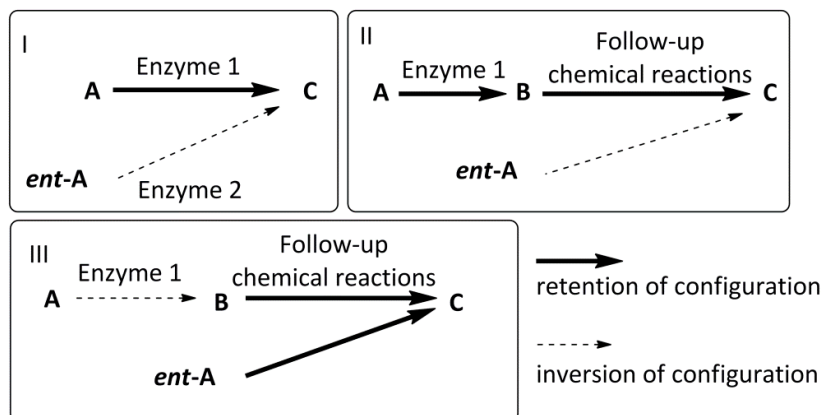 I
Enzyme 1
A
C
ent-A
Enzyme 2
II
Follow-up
Enzyme 1
chemical reactions
A
B
C
ent-A
III
Follow-up
Enzyme 1
chemical reactions
A
B
C
ent-A
retention of configuration
inversion of configuration